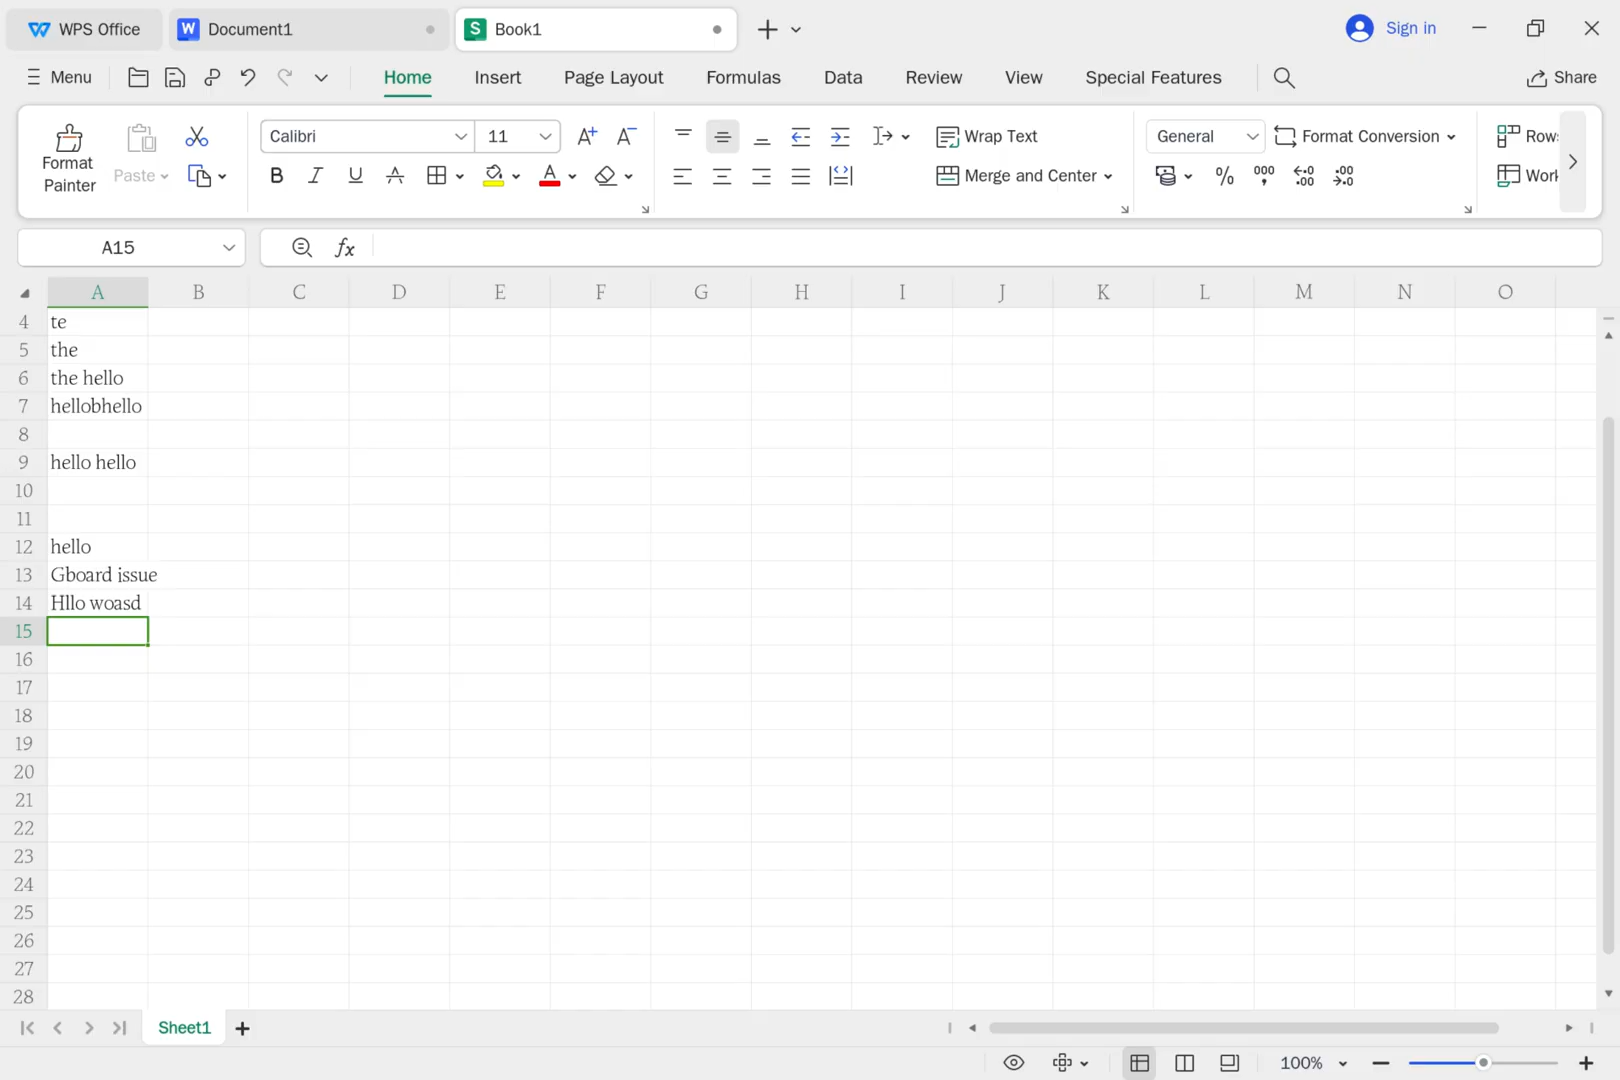 WPS Office Document1 Book1 Sign in
Menu Home Insert Page Layout Formulas Data Review View Special Features Share
Format Painter Paste Calibri 11 Wrap Text General Format Conversion
Merge and Center
A15 fx
A B C D E F G H I J K L M N O
4 te
5 the
6 the hello
7 hellobhello
8
9 hello hello
10
11
12 hello
13 Gboard issue
14 Hllo woasd
15
16
17
18
19
20
21
22
23
24
25
26
27
28
Sheet1
100%